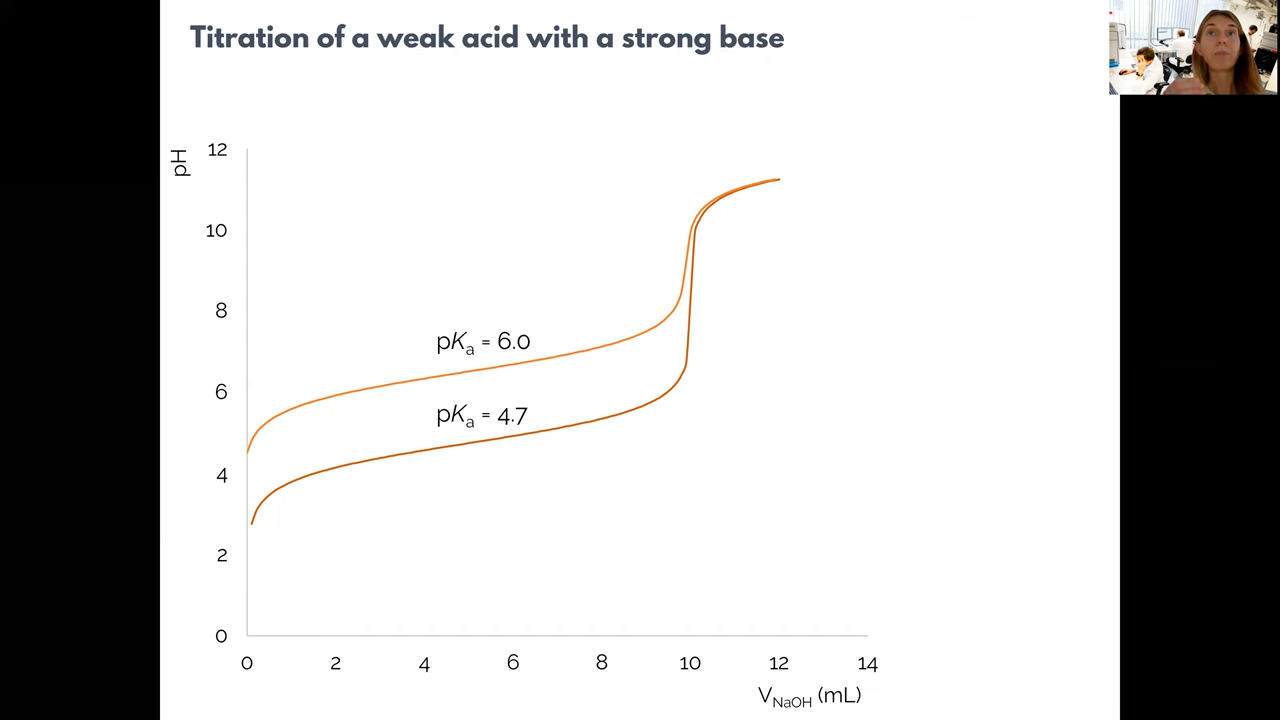 Titration of a weak acid with a strong base
pH
12
10
8
6
4
2
0
pKa = 6.0
pKa = 4.7
0 2 4 6 8 10 12 14
VNaOH (mL)